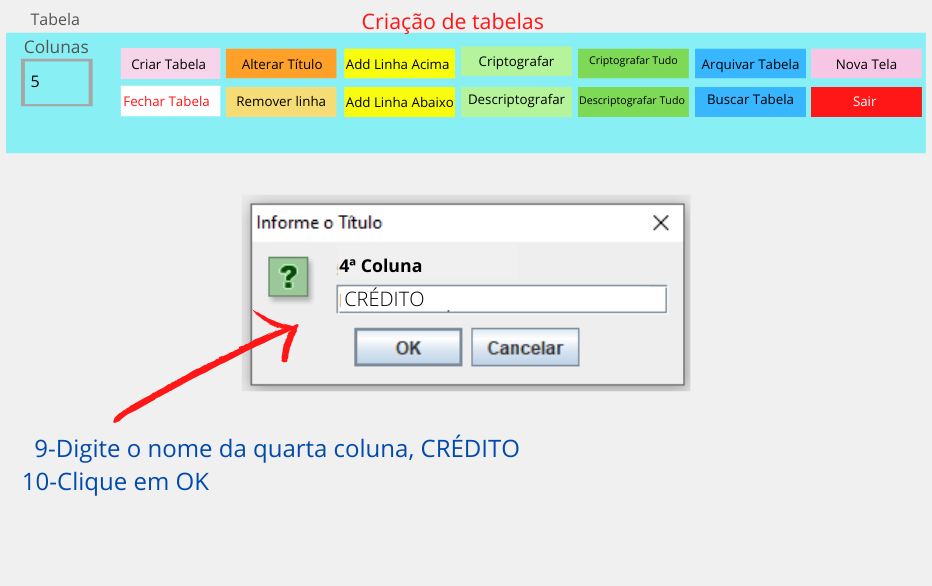 Tabela
Criação de tabelas
Colunas
5
Criar Tabela
Alterar Título
Add Linha Acima
Criptografar
Criptografar Tudo
Arquivar Tabela
Nova Tela
Fechar Tabela
Remover linha
Add Linha Abaixo
Descriptografar
Descriptografar Tudo
Buscar Tabela
Sair
Informe o Título
4ª Coluna
?
CRÉDITO
OK
Cancelar
9-Digite o nome da quarta coluna, CRÉDITO
10-Clique em OK